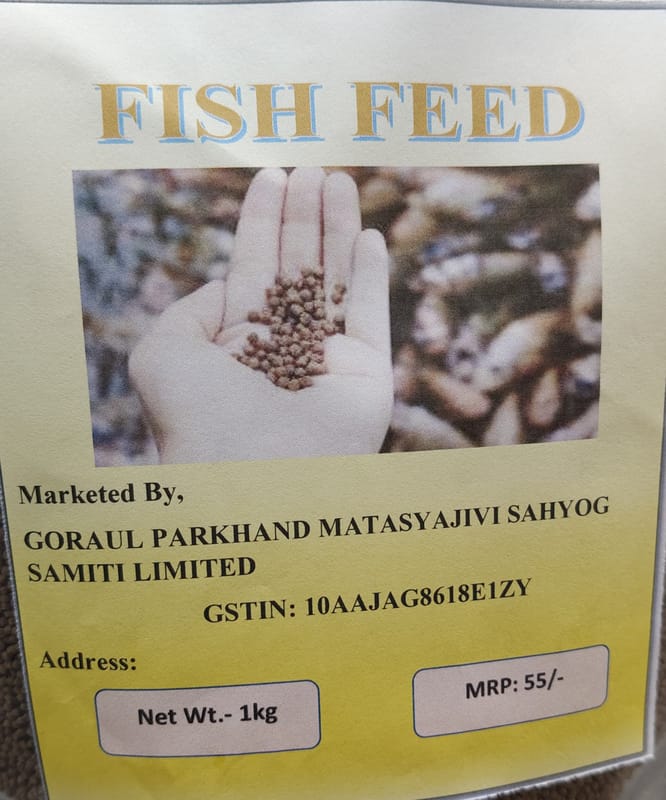 FISH FEED
Marketed By,
GORAUL PARKHAND MATASYAJIVI SAHYOG
SAMITI LIMITED
GSTIN: 10AAJAG8618E1ZY
Address:
Net Wt.- 1kg
MRP: 55/-